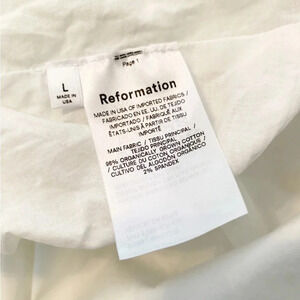 Page 1
L
MADE IN
USA
Reformation
MADE IN USA OF IMPORTED FABRICS /
FABRICADO EN EE. UU. DE TEJIDO
IMPORTADO / FABRIQUÉ AUX
ÉTATS-UNIS À PARTIR DE TISSU
IMPORTÉ
MAIN FABRIC / TISSU PRINCIPAL /
TEJIDO PRINCIPAL
98% ORGANICALLY GROWN COTTON
/ CULTURE DU COTON ORGANIQUE /
CULTIVO DEL ALGODÓN ORGÁNICO
2% SPANDEX